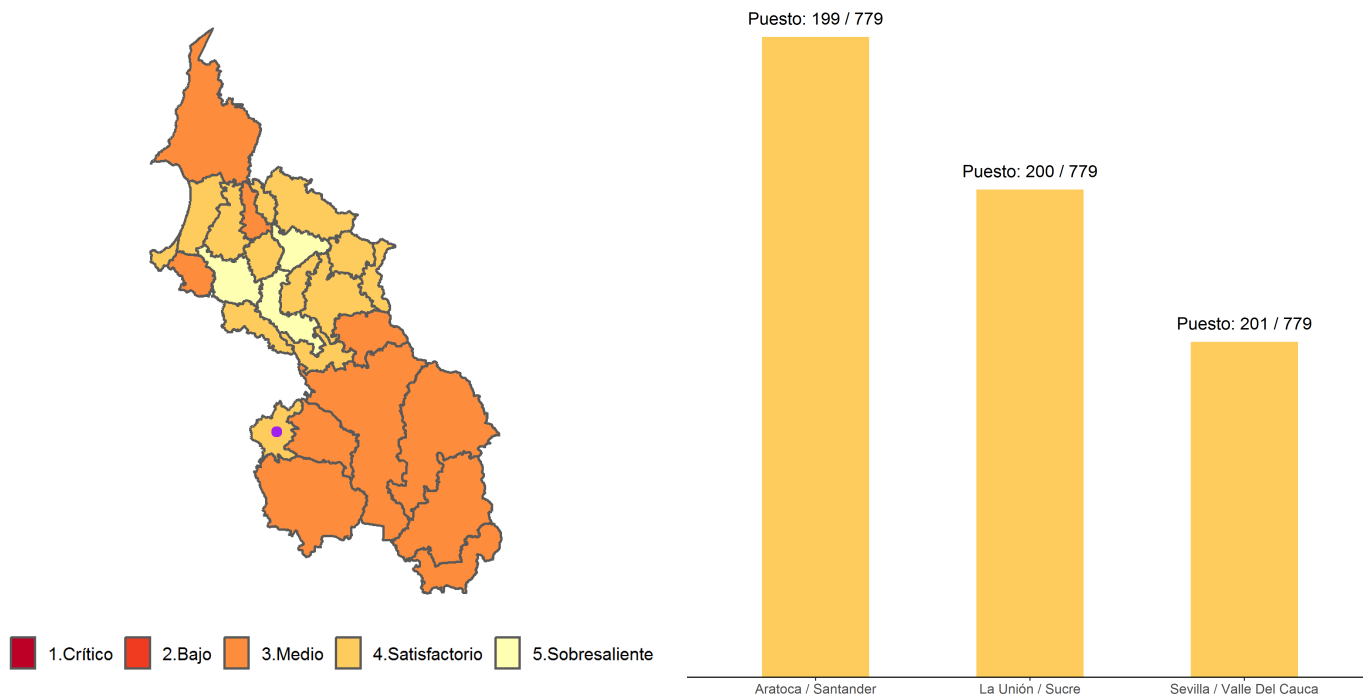 Puesto: 199 / 779
Puesto: 200 / 779
Puesto: 201 / 779
1.Crítico
2.Bajo
3.Medio
4.Satisfactorio
5.Sobresaliente
Aratoca / Santander
La Unión / Sucre
Sevilla / Valle Del Cauca